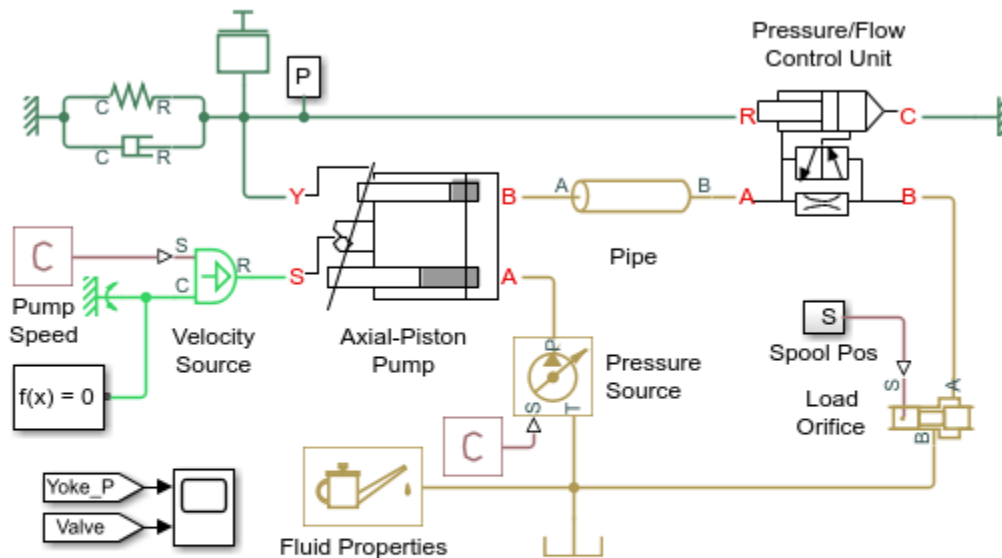 Pressure/Flow
Control Unit
C R
C R
P
R C
Y
B A B A B
Pipe
C S
R
C
S
A
Pump
Speed
Velocity
Source
Axial-Piston
Pump
f(x) = 0
P
S T
Pressure
Source
C
S
Spool Pos
S A
B
Load
Orifice
Yoke_P
Valve
Fluid Properties